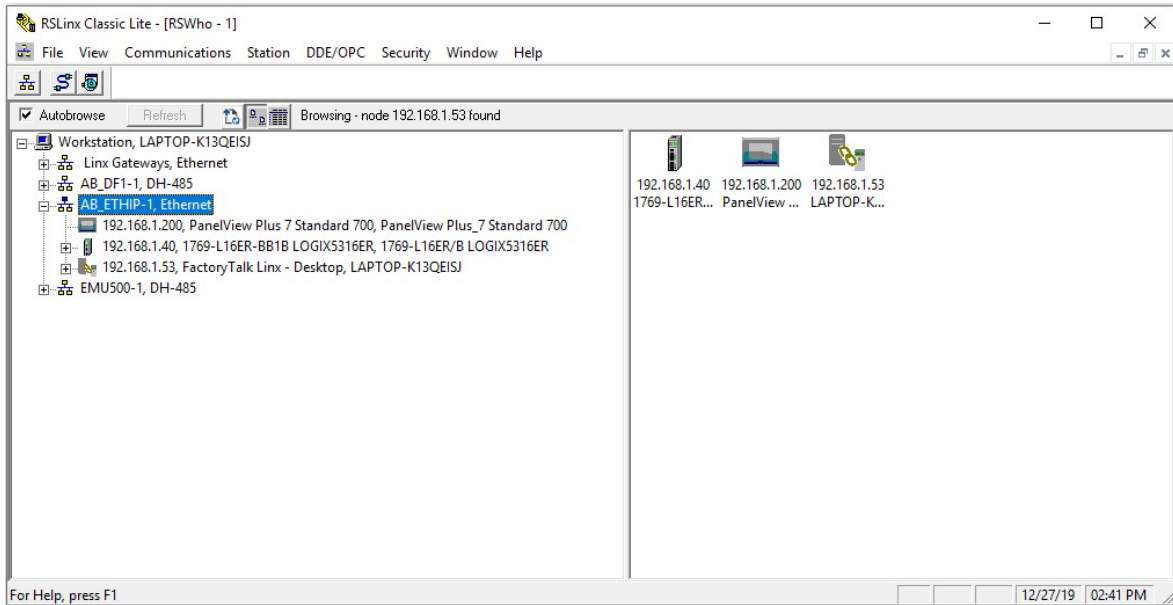 RSLinx Classic Lite - [RSWho - 1]
File View Communications Station DDE/OPC Security Window Help
Autobrowse Refresh Browsing - node 192.168.1.53 found
Workstation, LAPTOP-K13QEISJ
Linx Gateways, Ethernet
AB_DF1-1, DH-485
AB_ETHIP-1, Ethernet
192.168.1.200, PanelView Plus 7 Standard 700, PanelView Plus_7 Standard 700
192.168.1.40, 1769-L16ER-BB1B LOGIX5316ER, 1769-L16ER/B LOGIX5316ER
192.168.1.53, FactoryTalk Linx - Desktop, LAPTOP-K13QEISJ
EMU500-1, DH-485
192.168.1.40 192.168.1.200 192.168.1.53
1769-L16ER... PanelView ... LAPTOP-K...
For Help, press F1 12/27/19 02:41 PM